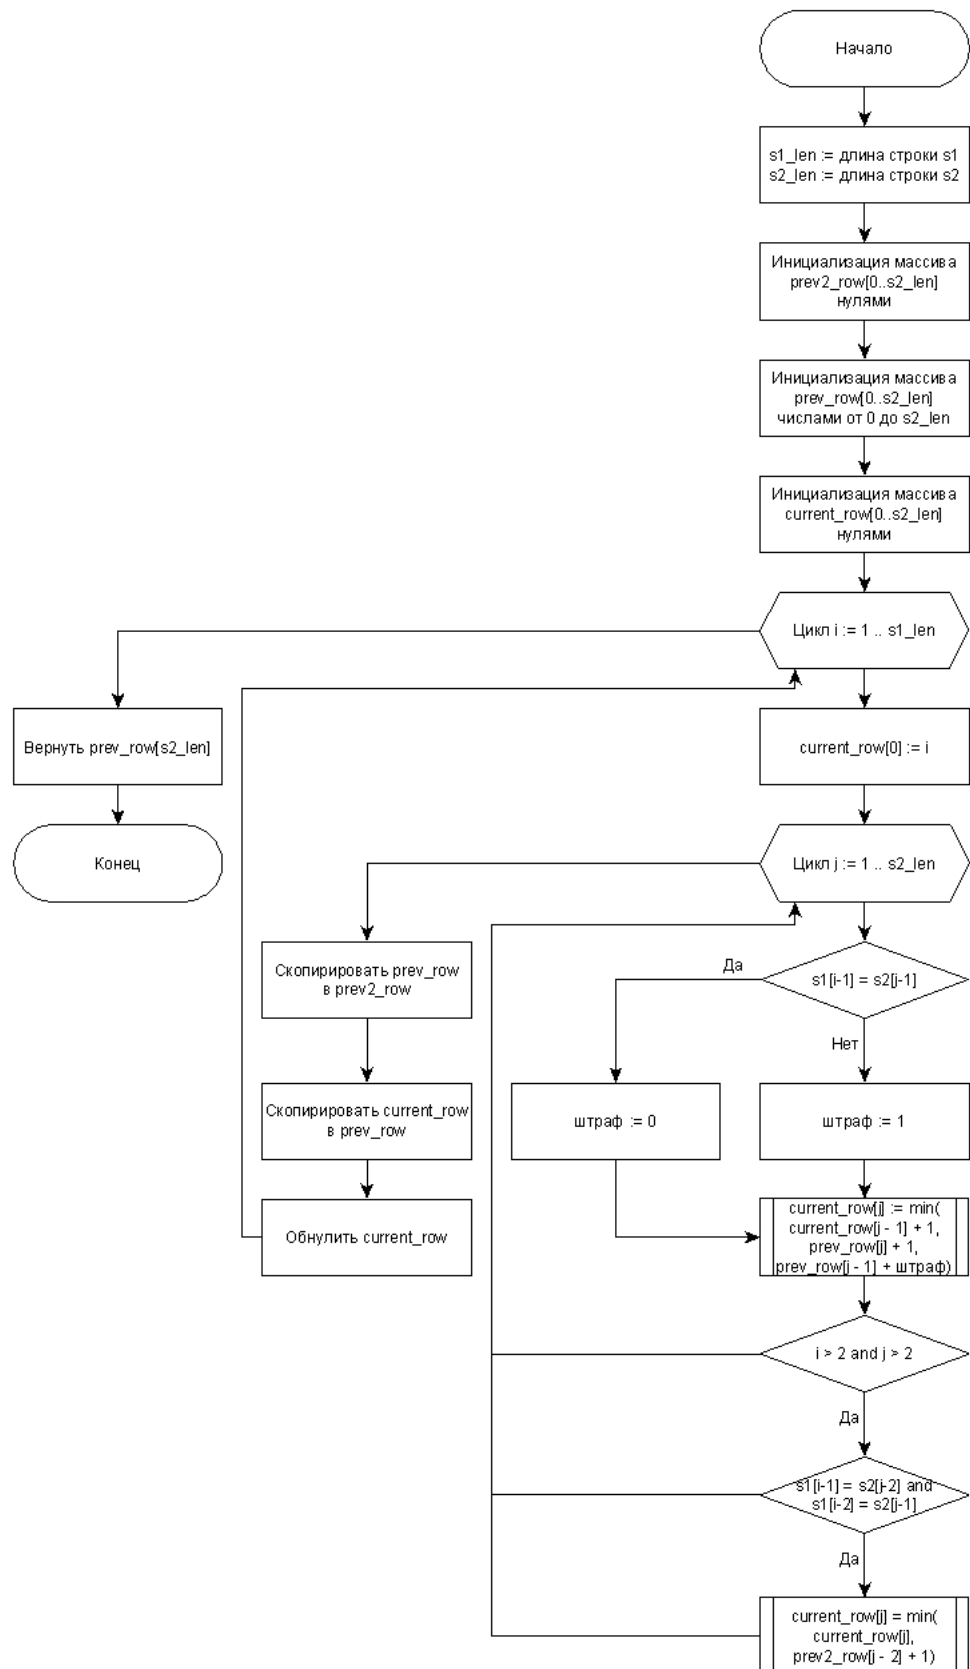 Начало
s1_len := длина строки s1
s2_len := длина строки s2
Инициализация массива
prev2_row[0..s2_len]
нулями
Инициализация массива
prev_row[0..s2_len]
числами от 0 до s2_len
Инициализация массива
current_row[0..s2_len]
нулями
Цикл i := 1 .. s1_len
Вернуть prev_row[s2_len]
Конец
current_row[0] := i
Цикл j := 1 .. s2_len
Скопирировать prev_row
в prev2_row
Скопирировать current_row
в prev_row
Обнулить current_row
s1[i-1] = s2[j-1]
Да
Нет
штраф := 0
штраф := 1
current_row[j] := min(
current_row[j - 1] + 1,
prev_row[j] + 1,
prev_row[j - 1] + штраф)
i > 2 and j > 2
Да
s1[i-1] = s2[j-2] and
s1[i-2] = s2[j-1]
Да
current_row[j] = min(
current_row[j],
prev2_row[j - 2] + 1)